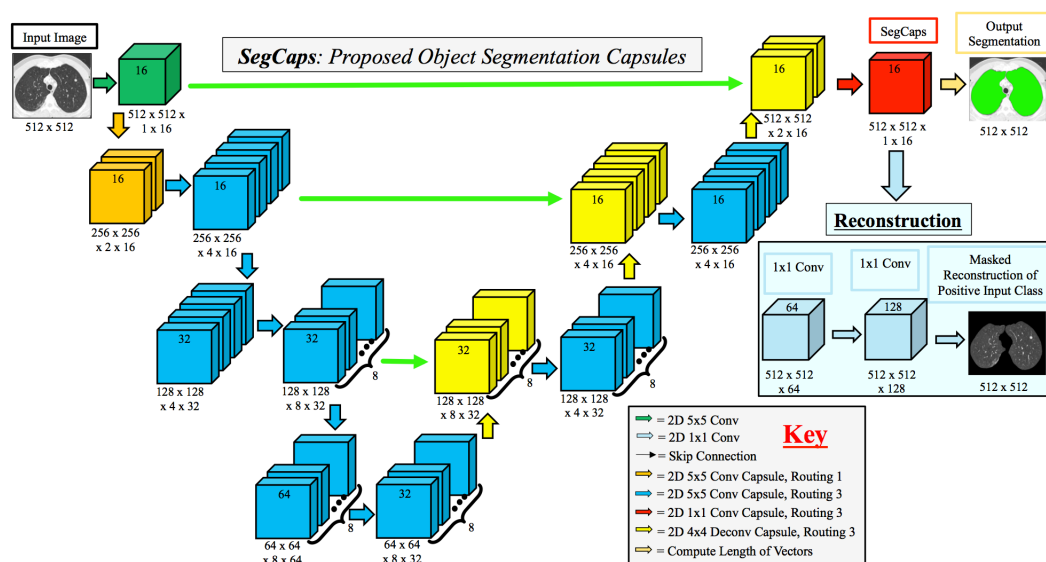 Input Image
512 x 512
16
512 x 512 x
1 x 16
SegCaps: Proposed Object Segmentation Capsules
16
512 x 512
x 2 x 16
SegCaps
16
512 x 512 x
1 x 16
Output
Segmentation
512 x 512
16
256 x 256
x 2 x 16
16
256 x 256
x 4 x 16
16
256 x 256
x 4 x 16
16
256 x 256
x 4 x 16
Reconstruction
1x1 Conv
64
512 x 512
x 64
1x1 Conv
128
512 x 512
x 128
Masked
Reconstruction of
Positive Input Class
512 x 512
32
128 x 128
x 4 x 32
32
128 x 128
x 8 x 32
8
32
128 x 128
x 8 x 32
8
32
128 x 128
x 4 x 32
8
64
64 x 64
x 8 x 64
8
32
64 x 64
x 8 x 32
8
Key
= 2D 5x5 Conv
= 2D 1x1 Conv
= Skip Connection
= 2D 5x5 Conv Capsule, Routing 1
= 2D 5x5 Conv Capsule, Routing 3
= 2D 1x1 Conv Capsule, Routing 3
= 2D 4x4 Deconv Capsule, Routing 3
= Compute Length of Vectors